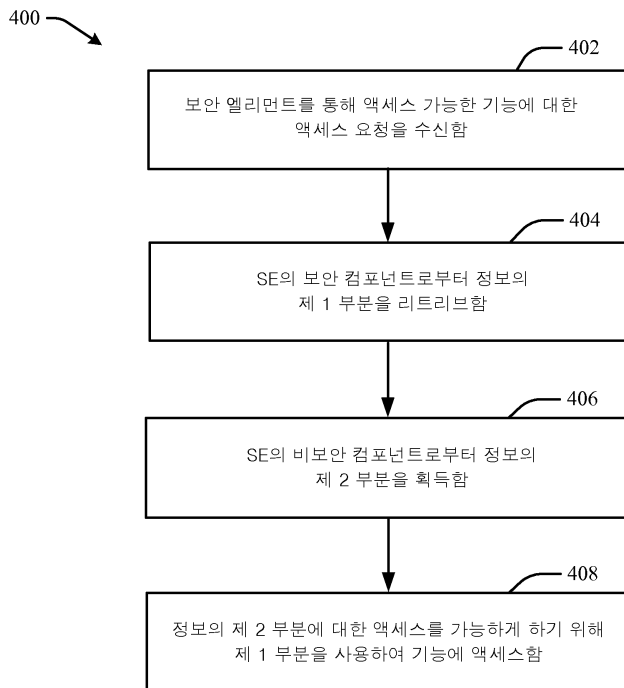 400
402
보안 엘리먼트를 통해 액세스 가능한 기능에 대한
액세스 요청을 수신함
404
SE의 보안 컴포넌트로부터 정보의
제 1 부분을 리트리브함
406
SE의 비보안 컴포넌트로부터 정보의
제 2 부분을 획득함
408
정보의 제 2 부분에 대한 액세스를 가능하게 하기 위해
제 1 부분을 사용하여 기능에 액세스함